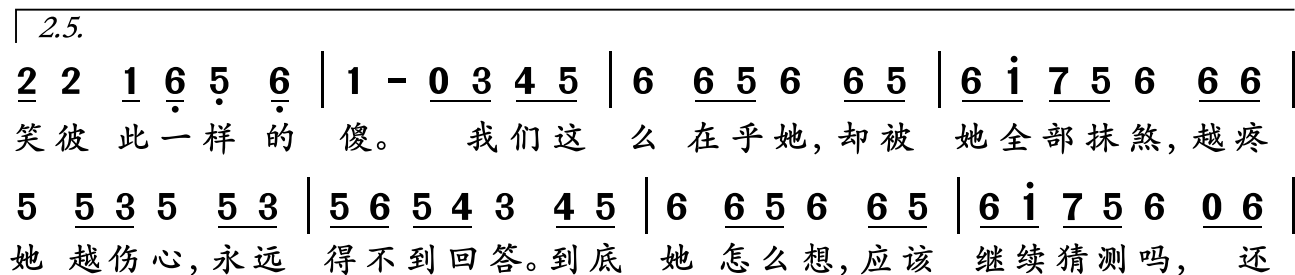 2.5.
2 2 1 6̣ 5̣ 6̣ | 1 - 0 3 4 5 | 6 6 5 6 6 5 | 6 1̇ 7 5 6 6 6 |
笑彼此一样的傻。我们这么在乎她,却被她全部抹煞,越疼
5 5 3 5 5 3 | 5 6 5 4 3 4 5 | 6 6 5 6 6 5 | 6 1̇ 7 5 6 0 6 |
她越伤心,永远得不到回答。到底她怎么想,应该继续猜测吗,还